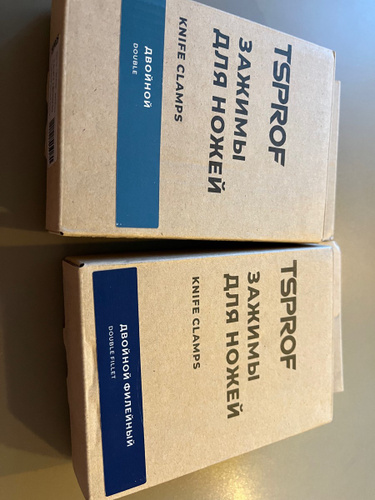 TSPROF
ЗАЖИМЫ
ДЛЯ НОЖЕЙ
KNIFE CLAMPS
ДВОЙНОЙ
DOUBLE
TSPROF
ЗАЖИМЫ
ДЛЯ НОЖЕЙ
KNIFE CLAMPS
ДВОЙНОЙ ФИЛЕЙНЫЙ
DOUBLE FILLET